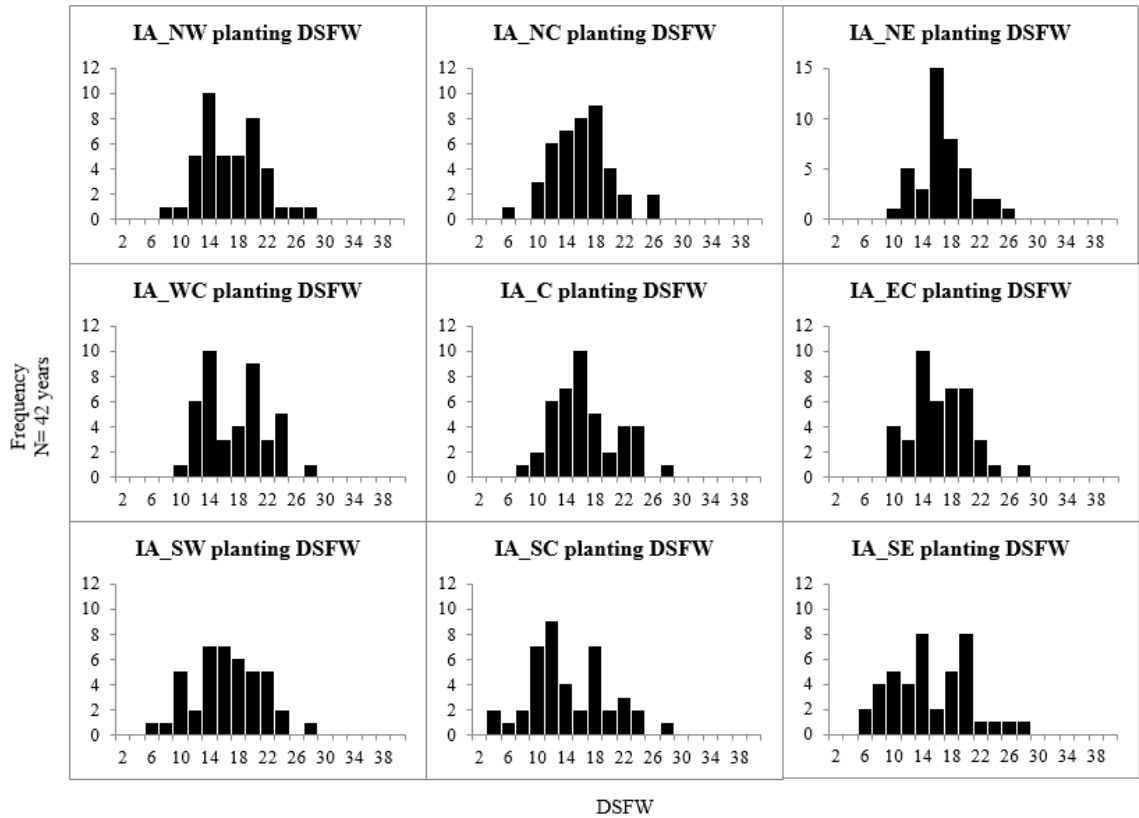 IA_NW planting DSFW
12
10
8
6
4
2
0
2 6 10 14 18 22 26 30 34 38
IA_NC planting DSFW
12
10
8
6
4
2
0
2 6 10 14 18 22 26 30 34 38
IA_NE planting DSFW
15
10
5
0
2 6 10 14 18 22 26 30 34 38
Frequency
N= 42 years
IA_WC planting DSFW
12
10
8
6
4
2
0
2 6 10 14 18 22 26 30 34 38
IA_C planting DSFW
12
10
8
6
4
2
0
2 6 10 14 18 22 26 30 34 38
IA_EC planting DSFW
12
10
8
6
4
2
0
2 6 10 14 18 22 26 30 34 38
IA_SW planting DSFW
12
10
8
6
4
2
0
2 6 10 14 18 22 26 30 34 38
IA_SC planting DSFW
12
10
8
6
4
2
0
2 6 10 14 18 22 26 30 34 38
IA_SE planting DSFW
12
10
8
6
4
2
0
2 6 10 14 18 22 26 30 34 38
DSFW